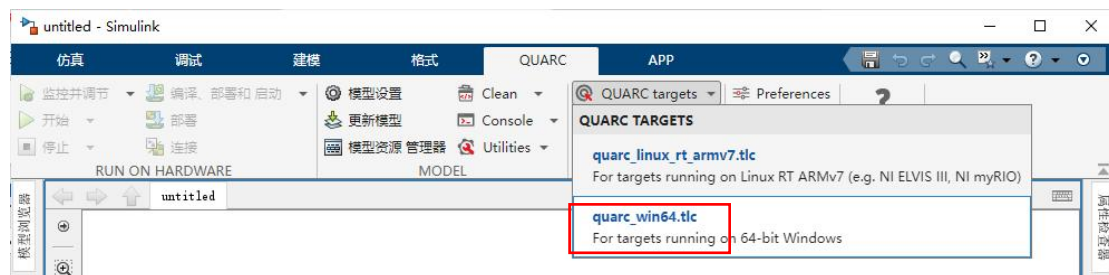 untitled - Simulink
仿真 调试 建模 格式 QUARC APP
监控并调节 编译、部署和 启动 模型设置 Clean QUARC targets Preferences ?
开始 部署 更新模型 Console QUARC TARGETS
停止 连接 模型资源 管理器 Utilities quarc_linux_rt_armv7.tlc
RUN ON HARDWARE MODEL For targets running on Linux RT ARMv7 (e.g. NI ELVIS III, NI myRIO)
untitled
quarc_win64.tlc
For targets running on 64-bit Windows
模型浏览器
属性检查器